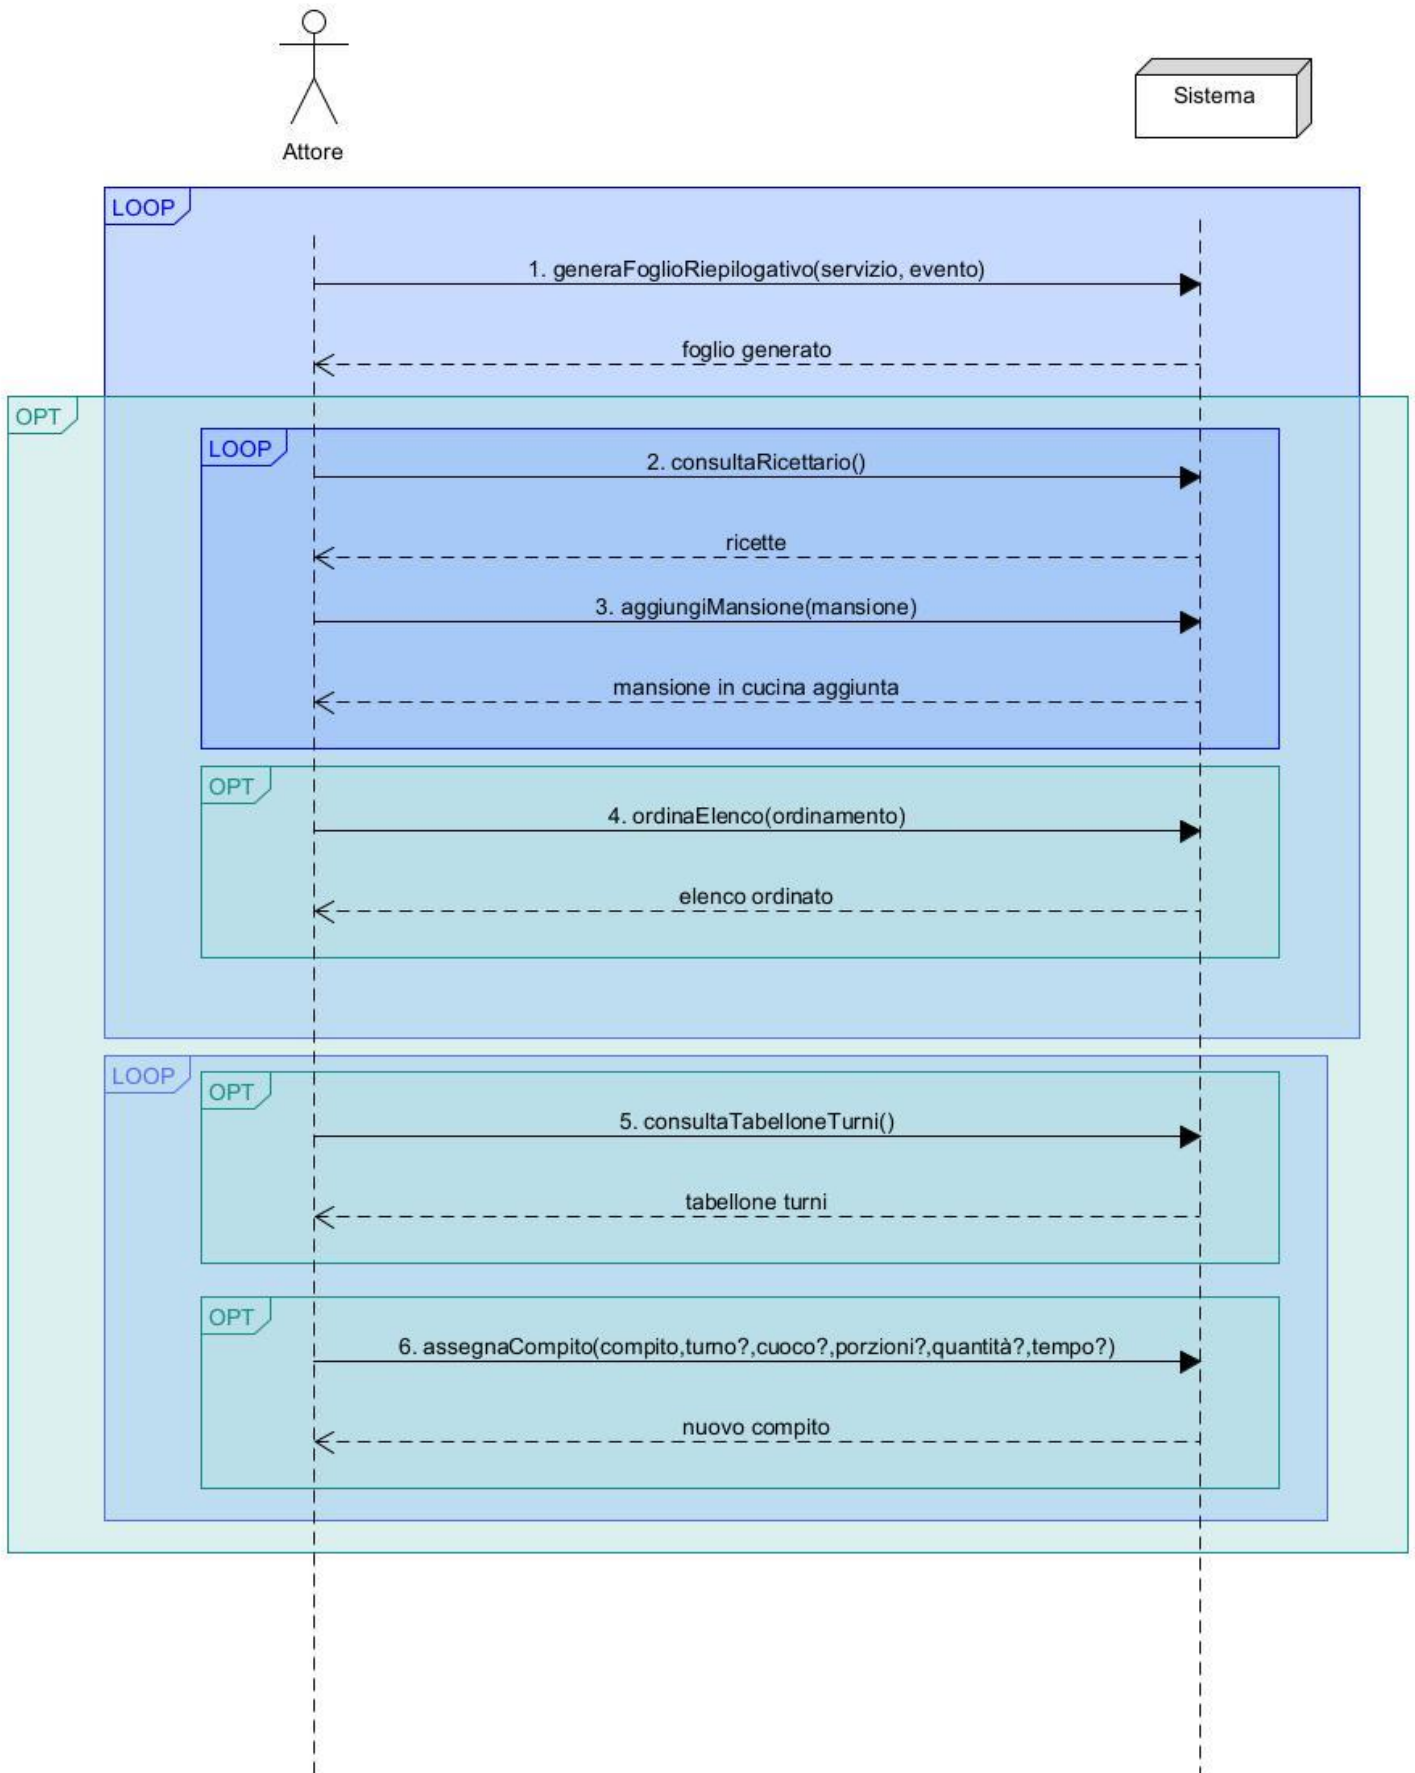 Attore
Sistema
LOOP
1. generaFoglioRiepilogativo(servizio, evento)
foglio generato
OPT
LOOP
2. consultaRicettario()
ricette
3. aggiungiMansione(mansione)
mansione in cucina aggiunta
OPT
4. ordinaElenco(ordinamento)
elenco ordinato
LOOP
OPT
5. consultaTabelloneTurni()
tabellone turni
OPT
6. assegnaCompito(compito,turno?,cuoco?,porzioni?,quantità?,tempo?)
nuovo compito